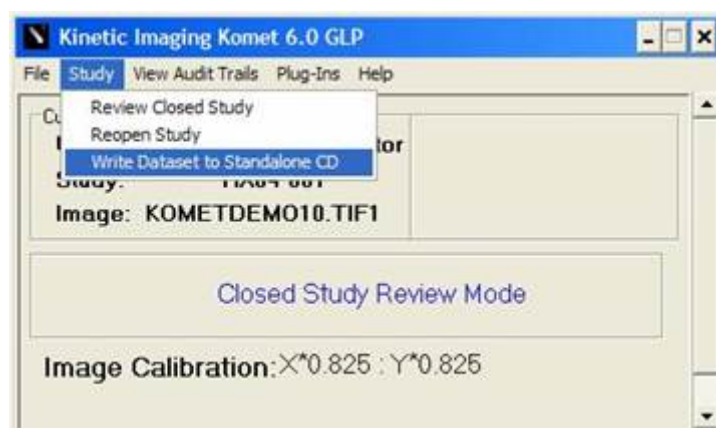 Kinetic Imaging Komet 6.0 GLP
File Study View Audit Trails Plug-Ins Help
Review Closed Study
Reopen Study
Write Dataset to Standalone CD
Image: KOMETDEMO10.TIF1
Closed Study Review Mode
Image Calibration:X*0.825 : Y*0.825